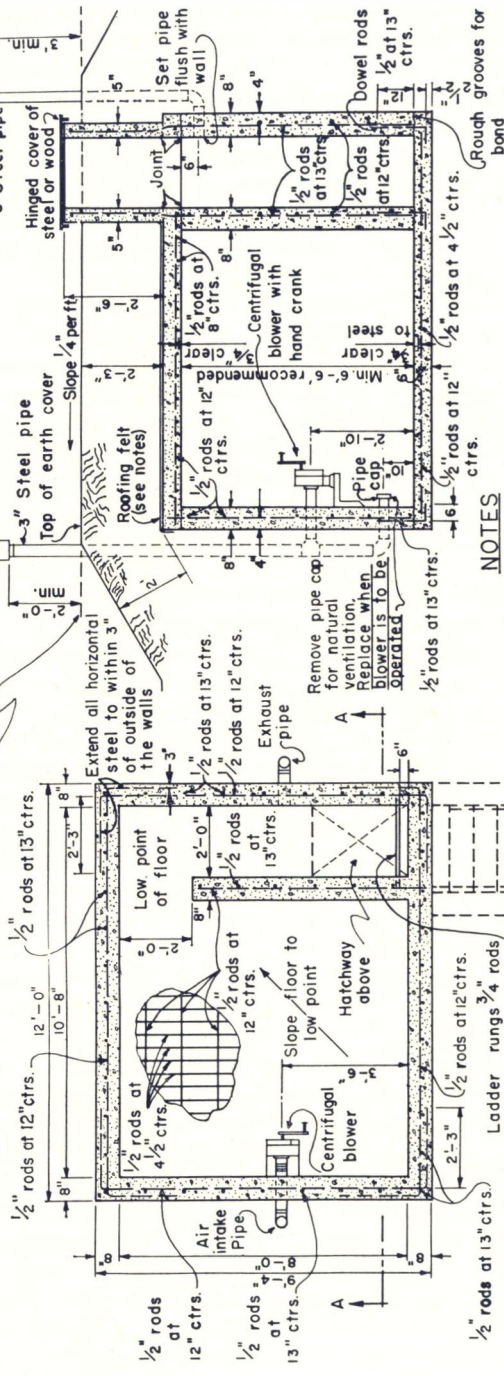 1/2" rods at 12" ctrs.
1/2" rods at 13" ctrs.
12'-0"
10'-8"
8"
8"
2'-3"
Extend all horizontal
steel to within 3"
of outside of
the walls
3"
1/2" rods at 13" ctrs.
1/2" rods at 12" ctrs.
Low point
of floor
2'-0"
2'-0"
1/2" rods
at
13" ctrs.
8"
1/2" rods at
12" ctrs.
1/2" rods at
4 1/2" ctrs.
Slope floor to
low point
Exhaust
pipe
Hatchway
above
6"
3'-6"
Centrifugal
blower
Air
intake
Pipe
8"
8'-0"
9'-4"
8"
1/2" rods
at
12" ctrs.
1/2" rods
at
13" ctrs.
A
A
2'-3"
1/2" rods at 12" ctrs.
1/2" rods at 13" ctrs.
Ladder rungs 3/4" rods
3" Steel pipe
Top of earth cover
2'-0"
min.
Slope 1/4" per ft.
2'
Roofing felt
(see notes)
Hinged cover of
steel or wood
3' min.
5"
5"
2'-6"
2'-3"
Joint
6"
Set pipe
flush with
wall
8"
4"
8"
1/2" rods at
8" ctrs.
1/2" rods at 12"
ctrs.
1/2" rods
at 13" ctrs.
1/2" rods
at 12" ctrs.
Centrifugal
blower with
hand crank
Min. 6'-6" recommended
3/4" clear
3/4" clear
to steel
2'-10"
10"
6"
6"
8"
4"
Pipe
cap
Remove pipe cap
for natural
ventilation.
Replace when
blower is to be
operated
1/2" rods at 13" ctrs.
1/2" rods at 12"
ctrs.
1/2" rods at 4 1/2" ctrs.
bowel rods
1/2" at 13"
ctrs.
12"
2 1/2"
Rough grooves for
bond
NOTES